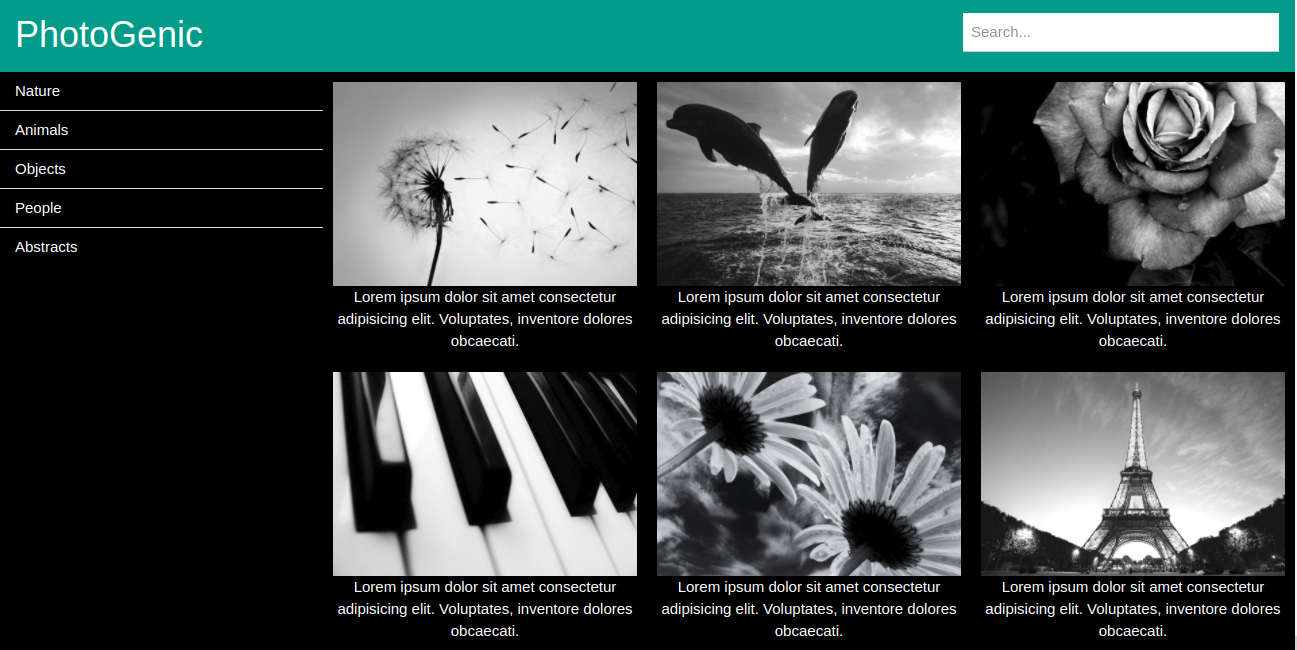 PhotoGenic
Search...
Nature
Animals
Objects
People
Abstracts
Lorem ipsum dolor sit amet consectetur
adipisicing elit. Voluptates, inventore dolores
obcaecati.
Lorem ipsum dolor sit amet consectetur
adipisicing elit. Voluptates, inventore dolores
obcaecati.
Lorem ipsum dolor sit amet consectetur
adipisicing elit. Voluptates, inventore dolores
obcaecati.
Lorem ipsum dolor sit amet consectetur
adipisicing elit. Voluptates, inventore dolores
obcaecati.
Lorem ipsum dolor sit amet consectetur
adipisicing elit. Voluptates, inventore dolores
obcaecati.
Lorem ipsum dolor sit amet consectetur
adipisicing elit. Voluptates, inventore dolores
obcaecati.